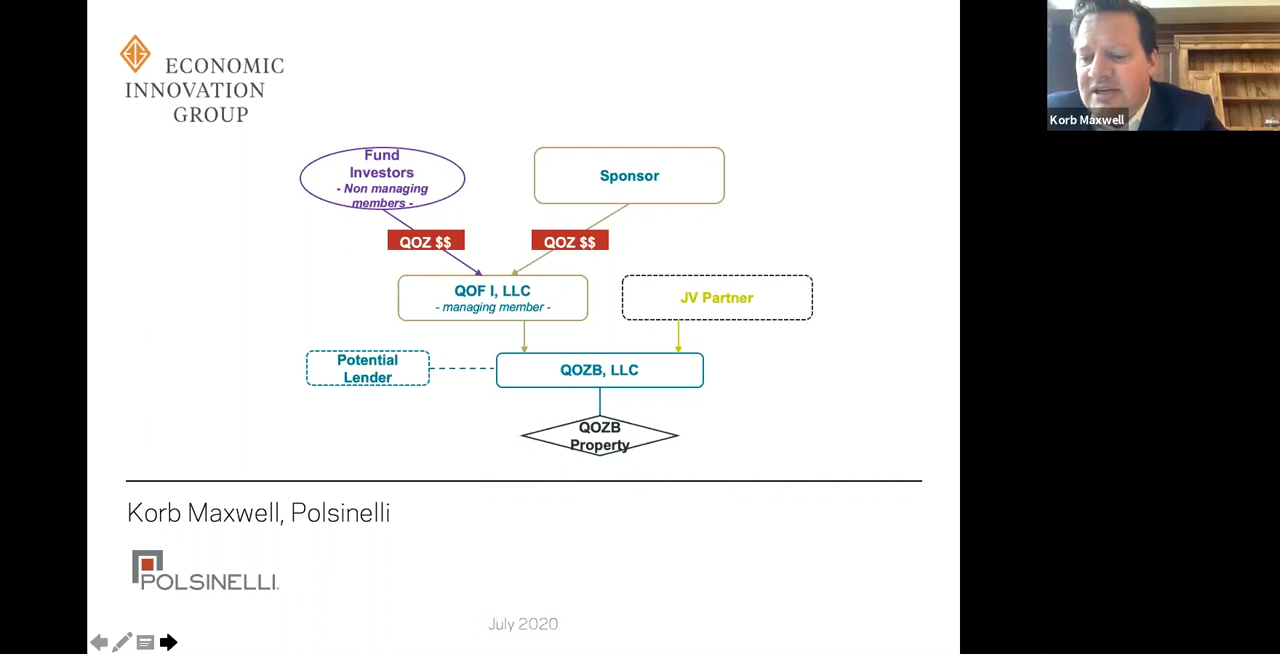 ECONOMIC
INNOVATION
GROUP
Korb Maxwell
Fund
Investors
- Non managing
members -
Sponsor
QOZ $$
QOZ $$
QOF I, LLC
- managing member -
JV Partner
Potential
Lender
QOZB, LLC
QOZB
Property
Korb Maxwell, Polsinelli
POLSINELLI®
July 2020